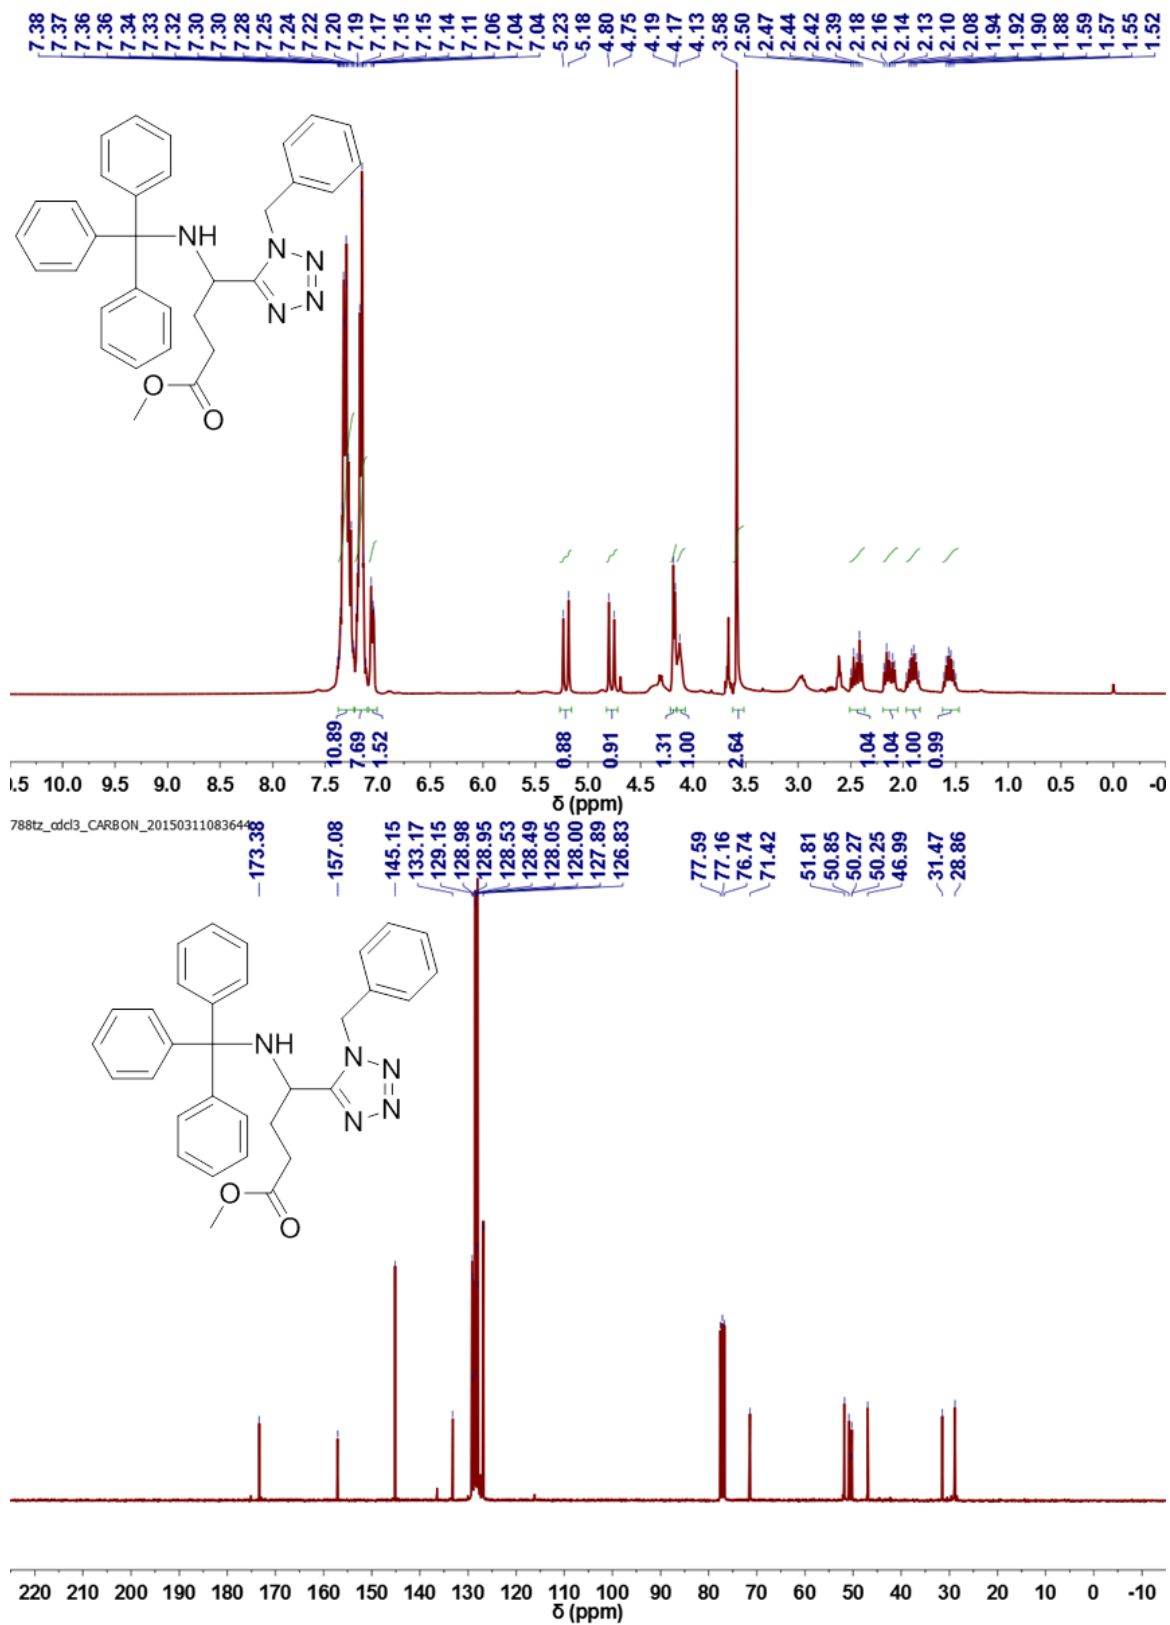 7.38 7.37 7.36 7.36 7.34 7.33 7.32 7.30 7.30 7.28 7.25 7.24 7.22 7.20 7.19 7.17 7.15 7.15 7.14 7.11 7.06 7.04 7.04 5.23 5.18 4.80 4.75 4.19 4.17 4.13 3.58 2.50 2.47 2.44 2.42 2.39 2.18 2.16 2.14 2.13 2.10 2.08 1.94 1.92 1.90 1.88 1.59 1.57 1.55 1.52
NH
N N
N N
O
O
10.89 7.69 1.52 0.88 0.91 1.31 1.00 2.64 1.04 1.04 1.00 0.99
.5 10.0 9.5 9.0 8.5 8.0 7.5 7.0 6.5 6.0 5.5 5.0 4.5 4.0 3.5 3.0 2.5 2.0 1.5 1.0 0.5 0.0 -0
δ (ppm)
788tz_cdcl3_CARBON_20150311083644
173.38 157.08 145.15 133.17 129.15 128.98 128.95 128.53 128.49 128.05 128.00 127.89 126.83 77.59 77.16 76.74 71.42 51.81 50.85 50.27 50.25 46.99 31.47 28.86
NH
N N
N N
O
O
220 210 200 190 180 170 160 150 140 130 120 110 100 90 80 70 60 50 40 30 20 10 0 -10
δ (ppm)